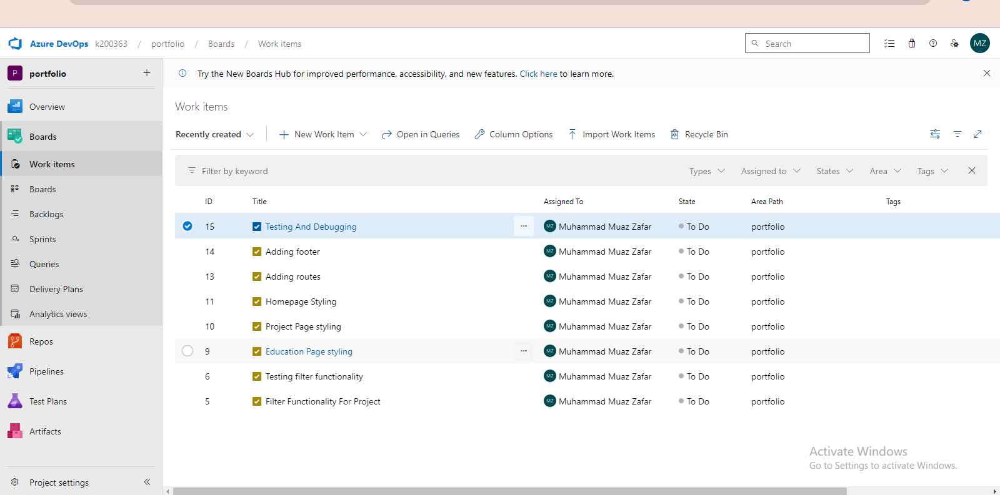 Azure DevOps k200363 / portfolio / Boards / Work items Search MZ
P portfolio +
Try the New Boards Hub for improved performance, accessibility, and new features. Click here to learn more.
Overview
Boards
Work items
Boards
Backlogs
Sprints
Queries
Delivery Plans
Analytics views
Repos
Pipelines
Test Plans
Artifacts
Project settings
Work items
Recently created New Work Item Open in Queries Column Options Import Work Items Recycle Bin
Filter by keyword Types Assigned to States Area Tags
ID Title Assigned To State Area Path Tags
15 Testing And Debugging ... MZ Muhammad Muaz Zafar To Do portfolio
14 Adding footer MZ Muhammad Muaz Zafar To Do portfolio
13 Adding routes MZ Muhammad Muaz Zafar To Do portfolio
11 Homepage Styling MZ Muhammad Muaz Zafar To Do portfolio
10 Project Page styling MZ Muhammad Muaz Zafar To Do portfolio
9 Education Page styling ... MZ Muhammad Muaz Zafar To Do portfolio
6 Testing filter functionality MZ Muhammad Muaz Zafar To Do portfolio
5 Filter Functionality For Project MZ Muhammad Muaz Zafar To Do portfolio
Activate Windows
Go to Settings to activate Windows.